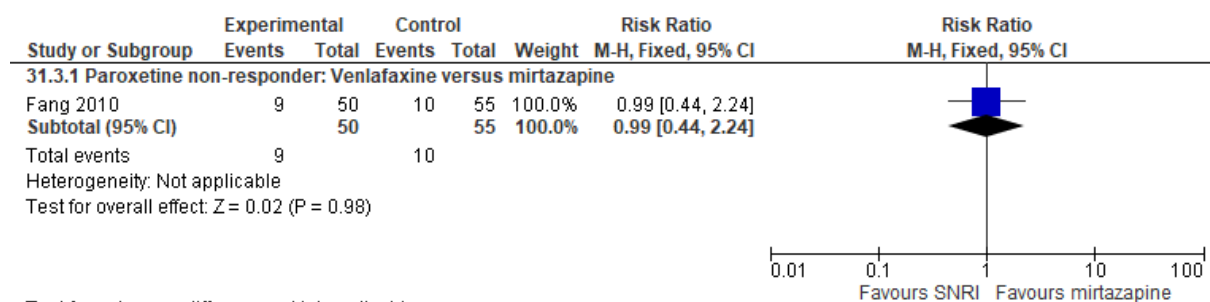 Experimental Control Risk Ratio Risk Ratio
Study or Subgroup Events Total Events Total Weight M-H, Fixed, 95% CI M-H, Fixed, 95% CI
31.3.1 Paroxetine non-responder: Venlafaxine versus mirtazapine
Fang 2010 9 50 10 55 100.0% 0.99 [0.44, 2.24]
Subtotal (95% CI) 50 55 100.0% 0.99 [0.44, 2.24]
Total events 9 10
Heterogeneity: Not applicable
Test for overall effect: Z = 0.02 (P = 0.98)
0.01 0.1 1 10 100
Favours SNRI Favours mirtazapine